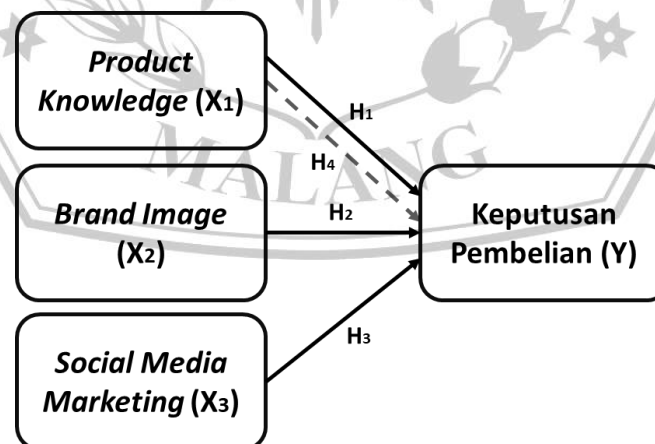 Product
Knowledge (X1)
H1
MALANG
H4
Brand Image
(X2)
H2
Keputusan
Pembelian (Y)
H3
Social Media
Marketing (X3)